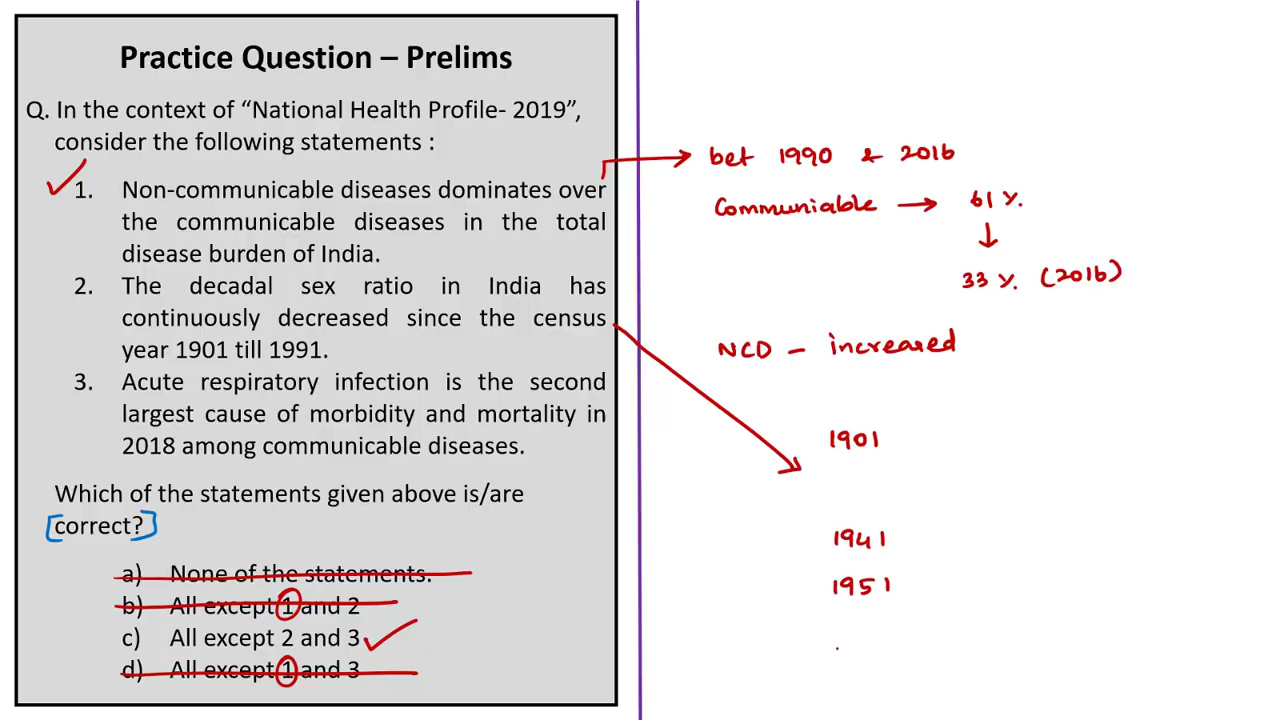 Practice Question – Prelims
Q. In the context of “National Health Profile- 2019”,
consider the following statements :
1. Non-communicable diseases dominates over
the communicable diseases in the total
disease burden of India.
2. The decadal sex ratio in India has
continuously decreased since the census
year 1901 till 1991.
3. Acute respiratory infection is the second
largest cause of morbidity and mortality in
2018 among communicable diseases.
Which of the statements given above is/are
[correct?]
a) None of the statements.
b) All except 1 and 2
c) All except 2 and 3
d) All except 1 and 3
bet 1990 & 2016
Communiable → 61 %.
↓
33 %. (2016)
NCD – increased
1901
1941
1951